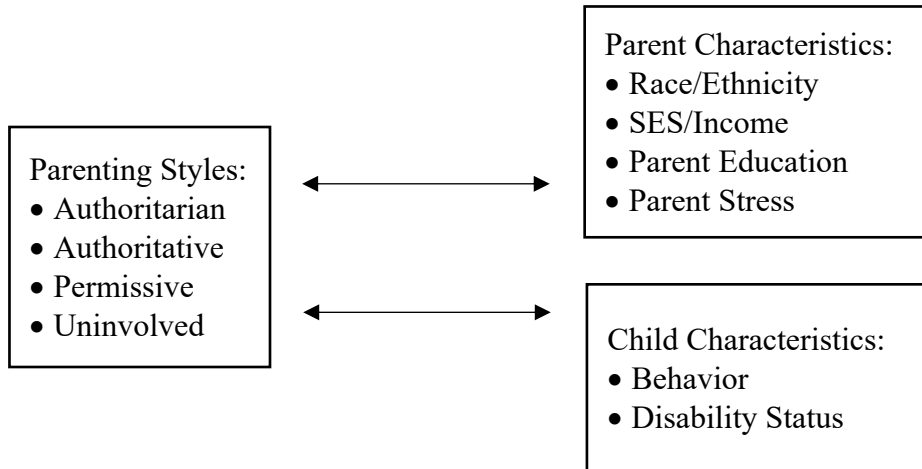 Parenting Styles:
• Authoritarian
• Authoritative
• Permissive
• Uninvolved
Parent Characteristics:
• Race/Ethnicity
• SES/Income
• Parent Education
• Parent Stress
Child Characteristics:
• Behavior
• Disability Status